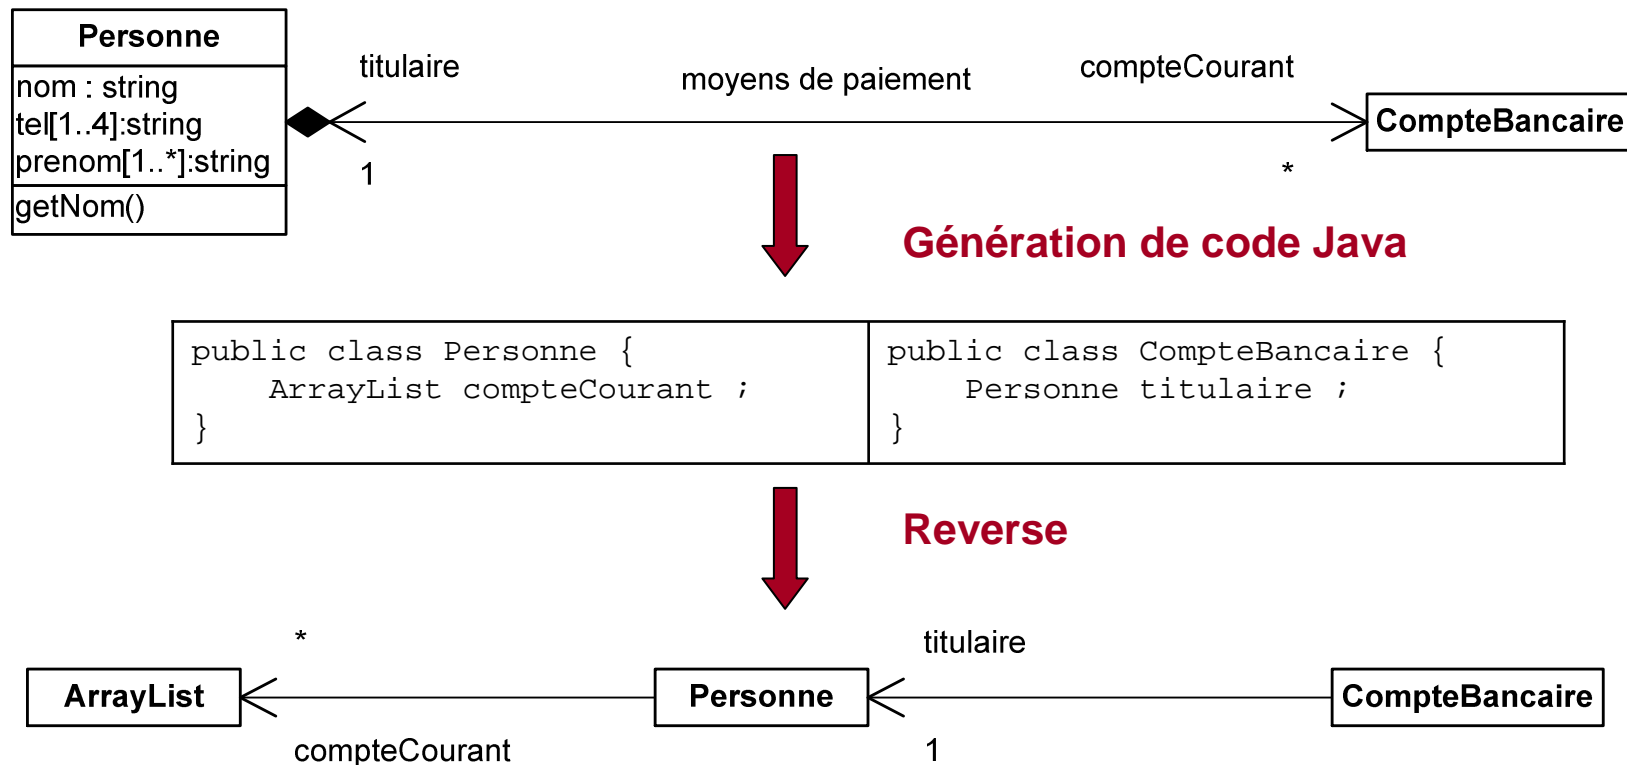 Personne
nom : string
tel[1..4]:string
prenom[1..*]:string
getNom()
titulaire
moyens de paiement
compteCourant
1
*
CompteBancaire
Génération de code Java
public class Personne {
ArrayList compteCourant ;
}
public class CompteBancaire {
Personne titulaire ;
}
Reverse
*
titulaire
ArrayList
Personne
CompteBancaire
compteCourant
1